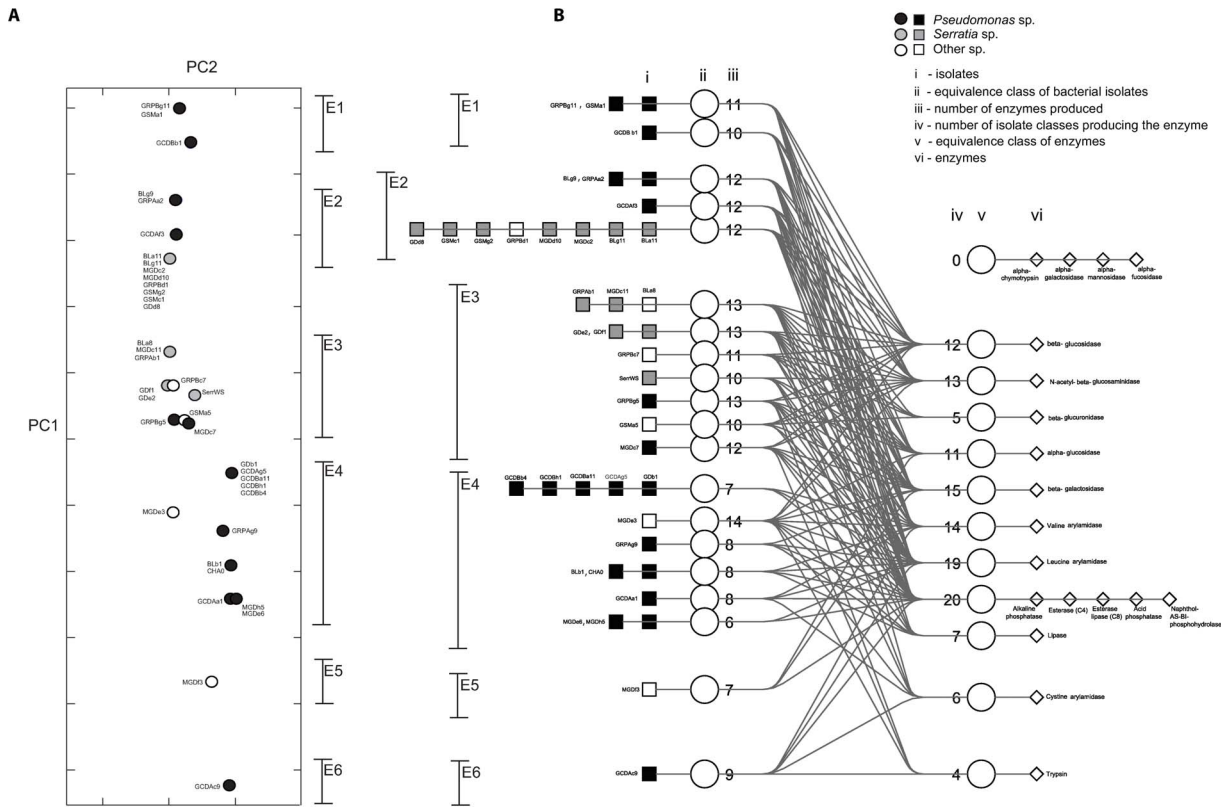 A
PC2
PC1
GRPBg11
GSMa1
GCDBb1
BLg9
GRPAa2
GCDAf3
BLa11
BLg11
MGDc2
MGDd10
GRPBd1
GSMg2
GSMc1
GDd8
BLa8
MGDc11
GRPAb1
GRPBc7
GDf1
GDe2
SerrWS
GSMa5
GRPBg5
MGDc7
GDb1
GCDAg5
GCDBa11
GCDBh1
GCDBb4
MGDe3
GRPAg9
BLb1
CHA0
GCDAa1
MGDh5
MGDe6
MGDf3
GCDAc9
E1
E2
E3
E4
E5
E6
B
Pseudomonas sp.
Serratia sp.
Other sp.
i - isolates
ii - equivalence class of bacterial isolates
iii - number of enzymes produced
iv - number of isolate classes producing the enzyme
v - equivalence class of enzymes
vi - enzymes
i ii iii
E1
GRPBg11, GSMa1 11
GCDB b1 10
E2
BLg9, GRPAa2 12
GCDAf3 12
12
GDd8 GSMc1 GSMg2 GRPBd1 MGDd10 MGDc2 BLg11 BLa11
E3
GRPAb1 MGDc11 BLa8
13
GDe2, GDf1 13
GRPBc7 11
SerrWS 10
GRPBg5 13
GSMa5 10
MGDc7 12
E4
GCDBb4 GCDBh1 GCDBa11 GCDAg5 GDb1
7
MGDe3 14
GRPAg9 8
BLb1, CHA0 8
GCDAa1 8
MGDe6, MGDh5 6
E5
MGDf3 7
E6
GCDAc9 9
iv v vi
0
alpha-chymotrypsin
alpha-galactosidase
alpha-mannosidase
alpha-fucosidase
12 beta- glucosidase
13 N-acetyl- beta- glucosaminidase
5 beta- glucuronidase
11 alpha- glucosidase
15 beta- galactosidase
14 Valine arylamidase
19 Leucine arylamidase
20
Alkaline phosphatase
Esterase (C4)
Esterase lipase (C8)
Acid phosphatase
Naphthol-AS-BI-phosphohydrolase
7 Lipase
6 Cystine arylamidase
4 Trypsin